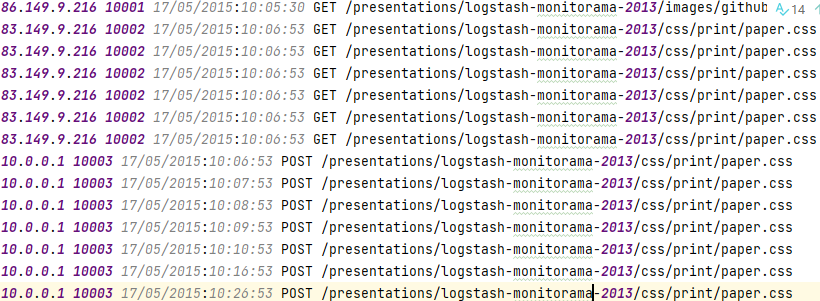 86.149.9.216 10001 17/05/2015:10:05:30 GET /presentations/logstash-monitorama-2013/images/github 14
83.149.9.216 10002 17/05/2015:10:06:53 GET /presentations/logstash-monitorama-2013/css/print/paper.css
83.149.9.216 10002 17/05/2015:10:06:53 GET /presentations/logstash-monitorama-2013/css/print/paper.css
83.149.9.216 10002 17/05/2015:10:06:53 GET /presentations/logstash-monitorama-2013/css/print/paper.css
83.149.9.216 10002 17/05/2015:10:06:53 GET /presentations/logstash-monitorama-2013/css/print/paper.css
83.149.9.216 10002 17/05/2015:10:06:53 GET /presentations/logstash-monitorama-2013/css/print/paper.css
83.149.9.216 10002 17/05/2015:10:06:53 GET /presentations/logstash-monitorama-2013/css/print/paper.css
10.0.0.1 10003 17/05/2015:10:06:53 POST /presentations/logstash-monitorama-2013/css/print/paper.css
10.0.0.1 10003 17/05/2015:10:07:53 POST /presentations/logstash-monitorama-2013/css/print/paper.css
10.0.0.1 10003 17/05/2015:10:08:53 POST /presentations/logstash-monitorama-2013/css/print/paper.css
10.0.0.1 10003 17/05/2015:10:09:53 POST /presentations/logstash-monitorama-2013/css/print/paper.css
10.0.0.1 10003 17/05/2015:10:10:53 POST /presentations/logstash-monitorama-2013/css/print/paper.css
10.0.0.1 10003 17/05/2015:10:16:53 POST /presentations/logstash-monitorama-2013/css/print/paper.css
10.0.0.1 10003 17/05/2015:10:26:53 POST /presentations/logstash-monitorama-2013/css/print/paper.css